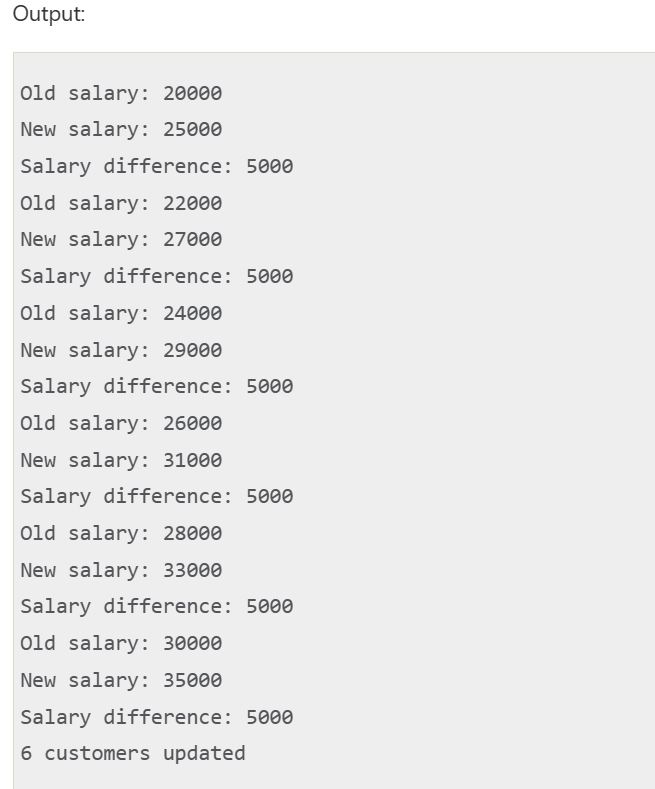 Output:
Old salary: 20000
New salary: 25000
Salary difference: 5000
Old salary: 22000
New salary: 27000
Salary difference: 5000
Old salary: 24000
New salary: 29000
Salary difference: 5000
Old salary: 26000
New salary: 31000
Salary difference: 5000
Old salary: 28000
New salary: 33000
Salary difference: 5000
Old salary: 30000
New salary: 35000
Salary difference: 5000
6 customers updated